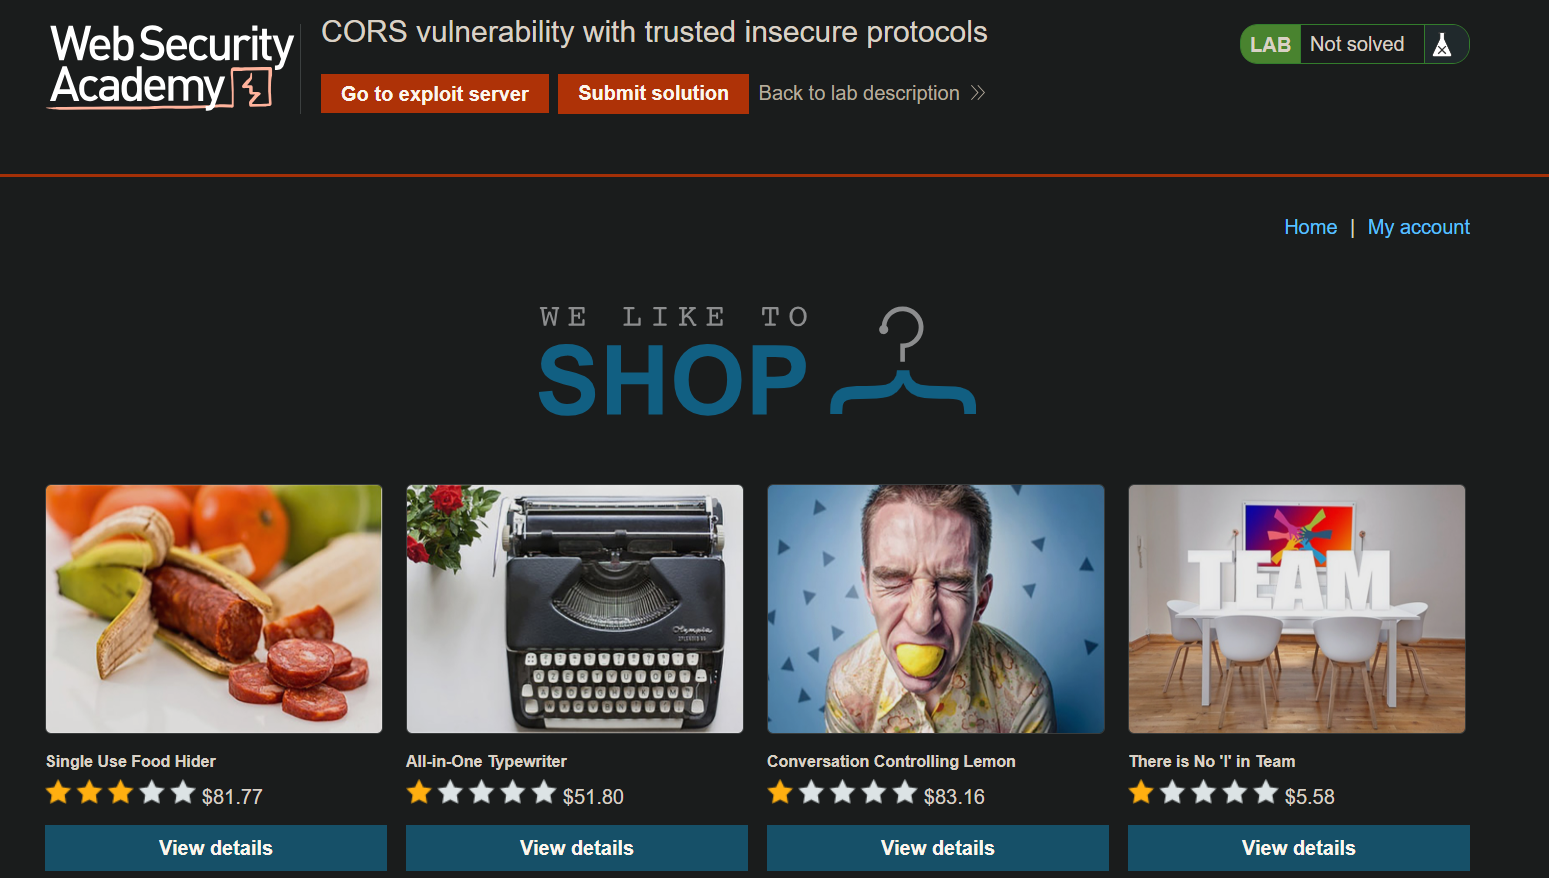 Web Security
Academy
CORS vulnerability with trusted insecure protocols
Go to exploit server
Submit solution
Back to lab description
LAB
Not solved
Home | My account
WE LIKE TO
SHOP
TEAM
Single Use Food Hider
$81.77
View details
All-in-One Typewriter
$51.80
View details
Conversation Controlling Lemon
$83.16
View details
There is No 'I' in Team
$5.58
View details